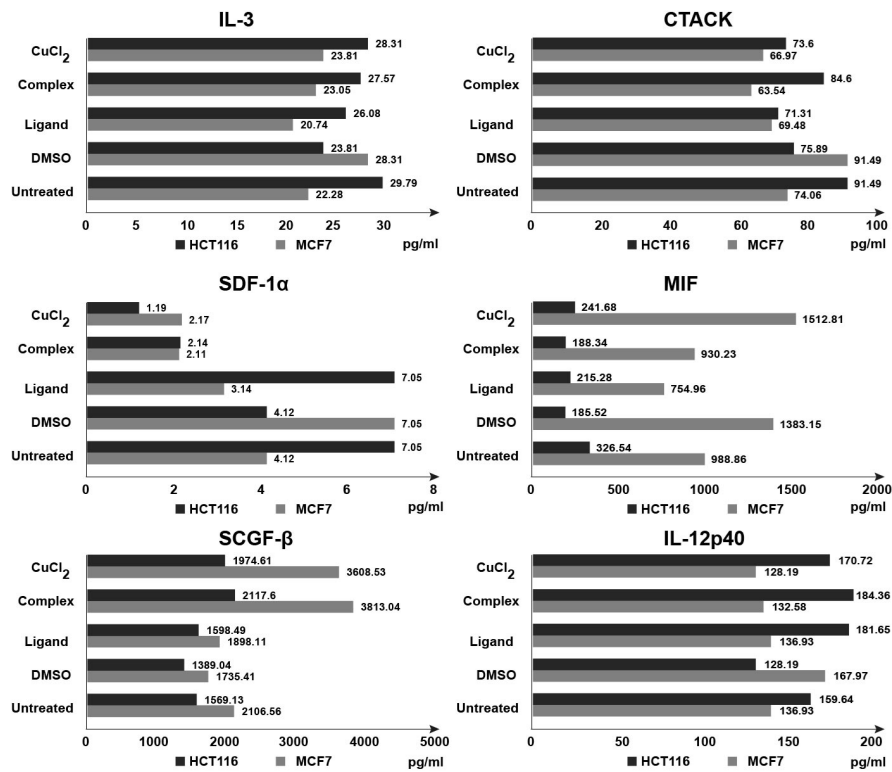 IL-3
CuCl2
28.31
23.81
Complex
27.57
23.05
Ligand
26.08
20.74
DMSO
23.81
28.31
Untreated
29.79
22.28
0 5 10 15 20 25 30
HCT116 MCF7 pg/ml
CTACK
CuCl2
73.6
66.97
Complex
84.6
63.54
Ligand
71.31
69.48
DMSO
75.89
91.49
Untreated
91.49
74.06
0 20 40 60 80 100
HCT116 MCF7 pg/ml
SDF-1α
CuCl2
1.19
2.17
Complex
2.14
2.11
Ligand
7.05
3.14
DMSO
4.12
7.05
Untreated
7.05
4.12
0 2 4 6 8
HCT116 MCF7 pg/ml
MIF
CuCl2
241.68
1512.81
Complex
188.34
930.23
Ligand
215.28
754.96
DMSO
185.52
1383.15
Untreated
326.54
988.86
0 500 1000 1500 2000
HCT116 MCF7 pg/ml
SCGF-β
CuCl2
1974.61
3608.53
Complex
2117.6
3813.04
Ligand
1598.49
1898.11
DMSO
1389.04
1735.41
Untreated
1569.13
2106.56
0 1000 2000 3000 4000 5000
HCT116 MCF7 pg/ml
IL-12p40
CuCl2
170.72
128.19
Complex
184.36
132.58
Ligand
181.65
136.93
DMSO
128.19
167.97
Untreated
159.64
136.93
0 50 100 150 200
HCT116 MCF7 pg/ml